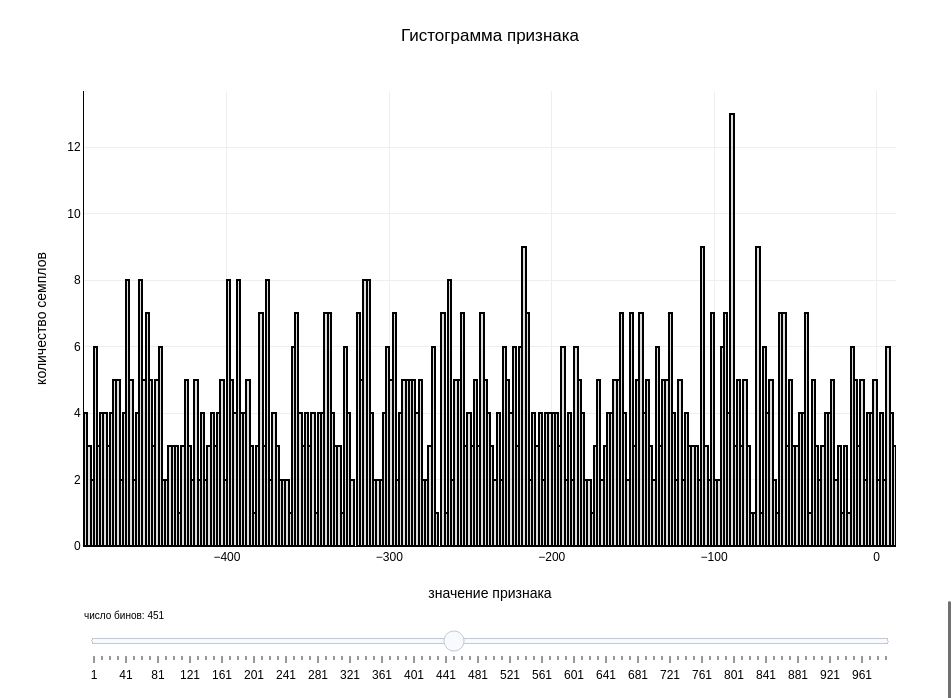 Гистограмма признака
количество семплов
12
10
8
6
4
2
0
−400 −300 −200 −100 0
значение признака
число бинов: 451
1 41 81 121 161 201 241 281 321 361 401 441 481 521 561 601 641 681 721 761 801 841 881 921 961